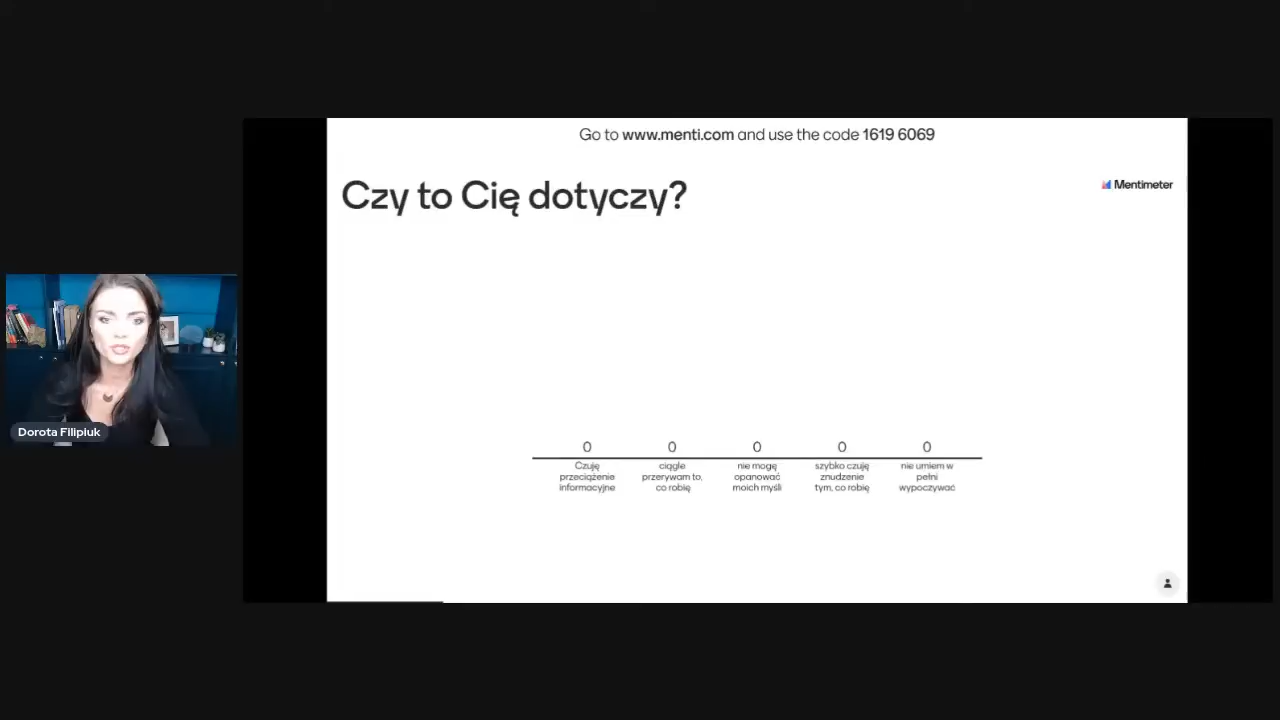 Go to www.menti.com and use the code 1619 6069
Czy to Cię dotyczy?
Mentimeter
Dorota Filipiuk
0 0 0 0 0
Czuję
przeciążenie
informacyjne
ciągle
przerywam to,
co robię
nie mogę
opanować
moich myśli
szybko czuję
znudzenie
tym, co robię
nie umiem w
pełni
wypoczywać